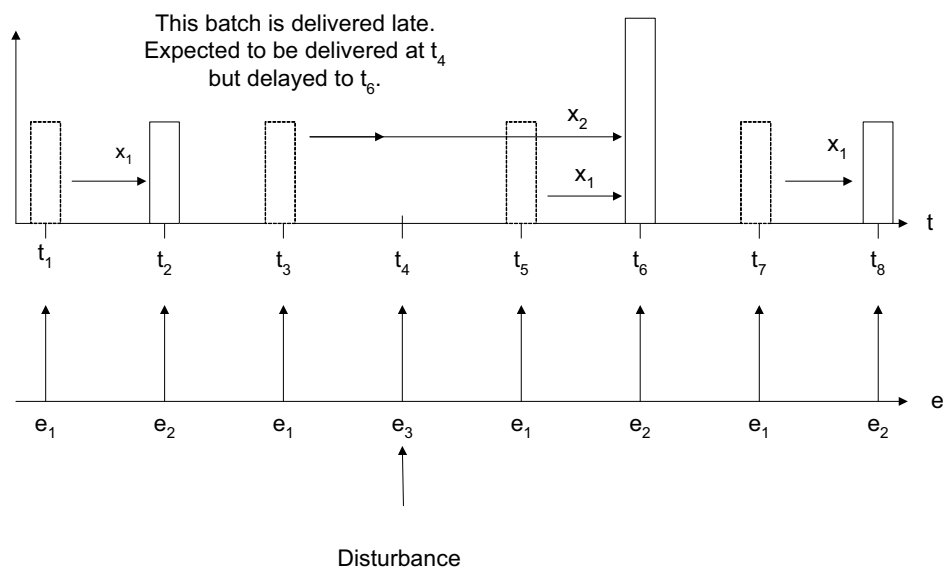 This batch is delivered late.
Expected to be delivered at t₄
but delayed to t₆.
x₁
x₂
x₁
x₁
t
t₁ t₂ t₃ t₄ t₅ t₆ t₇ t₈
e
e₁ e₂ e₁ e₃ e₁ e₂ e₁ e₂
Disturbance